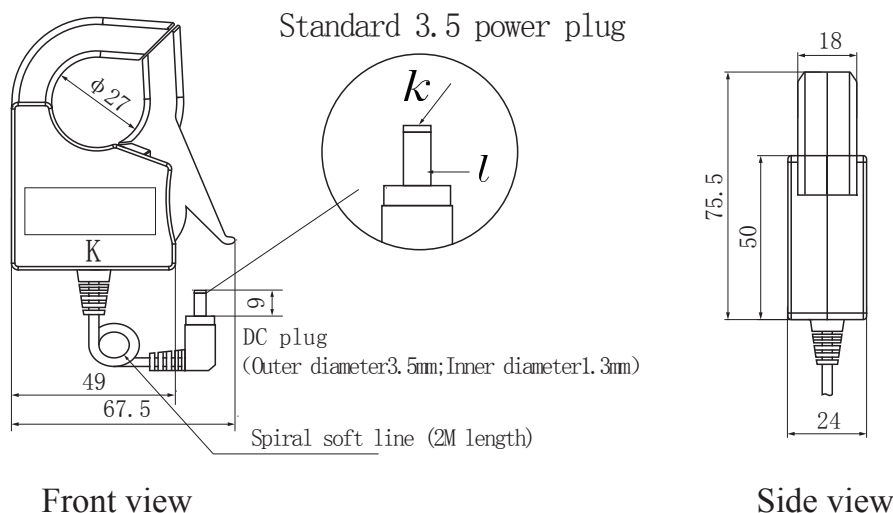 Standard 3.5 power plug
18
k
φ27
l
75.5
50
K
9
DC plug
(Outer diameter3.5mm;Inner diameter1.3mm)
49
67.5
24
Spiral soft line (2M length)
Front view
Side view